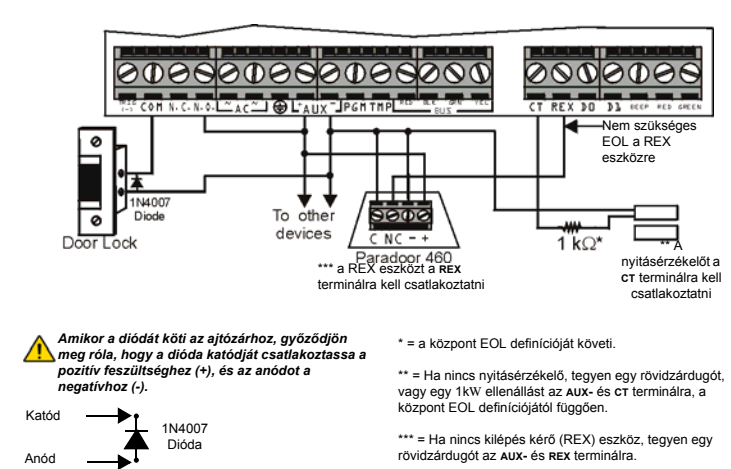 TRIG
(-) COM N.C. N.O. ~ AC ~ + AUX - PGM TMP RED BLK GRN YEL
BUS
CT REX D0 D1 BEEP RED GREEN
Nem szükséges
EOL a REX
eszközre
1N4007
Diode
Door Lock
To other
devices
C NC - +
Paradoor 460
*** a REX eszközt a REX
terminálra kell csatlakoztatni
1 kΩ*
** A
nyitásérzékelőt a
CT terminálra kell
csatlakoztatni
Amikor a diódát köti az ajtózárhoz, győződjön
meg róla, hogy a dióda katódját csatlakoztassa a
pozitív feszültséghez (+), és az anódot a
negatívhoz (-).
Katód
1N4007
Dióda
Anód
* = a központ EOL definícióját követi.
** = Ha nincs nyitásérzékelő, tegyen egy rövidzárdugót,
vagy egy 1kW ellenállást az AUX- és CT terminálra, a
központ EOL definíciójától függően.
*** = Ha nincs kilépés kérő (REX) eszköz, tegyen egy
rövidzárdugót az AUX- és REX terminálra.